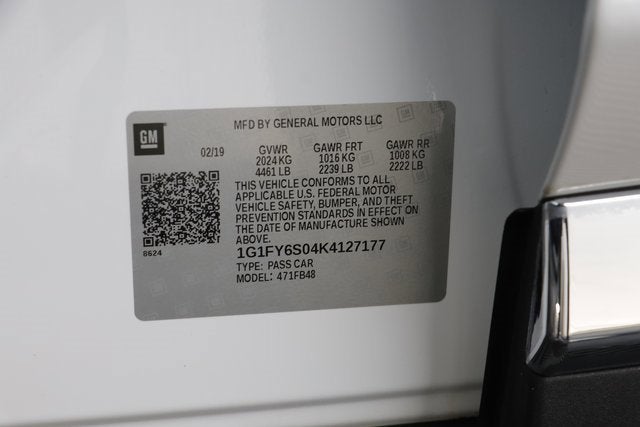 GM
MFD BY GENERAL MOTORS LLC
02/19 GVWR GAWR FRT GAWR RR
2024 KG 1016 KG 1008 KG
4461 LB 2239 LB 2222 LB
THIS VEHICLE CONFORMS TO ALL
APPLICABLE U.S. FEDERAL MOTOR
VEHICLE SAFETY, BUMPER, AND THEFT
PREVENTION STANDARDS IN EFFECT ON
THE DATE OF MANUFACTURE SHOWN
ABOVE.
8624
1G1FY6S04K4127177
TYPE: PASS CAR
MODEL: 471FB48